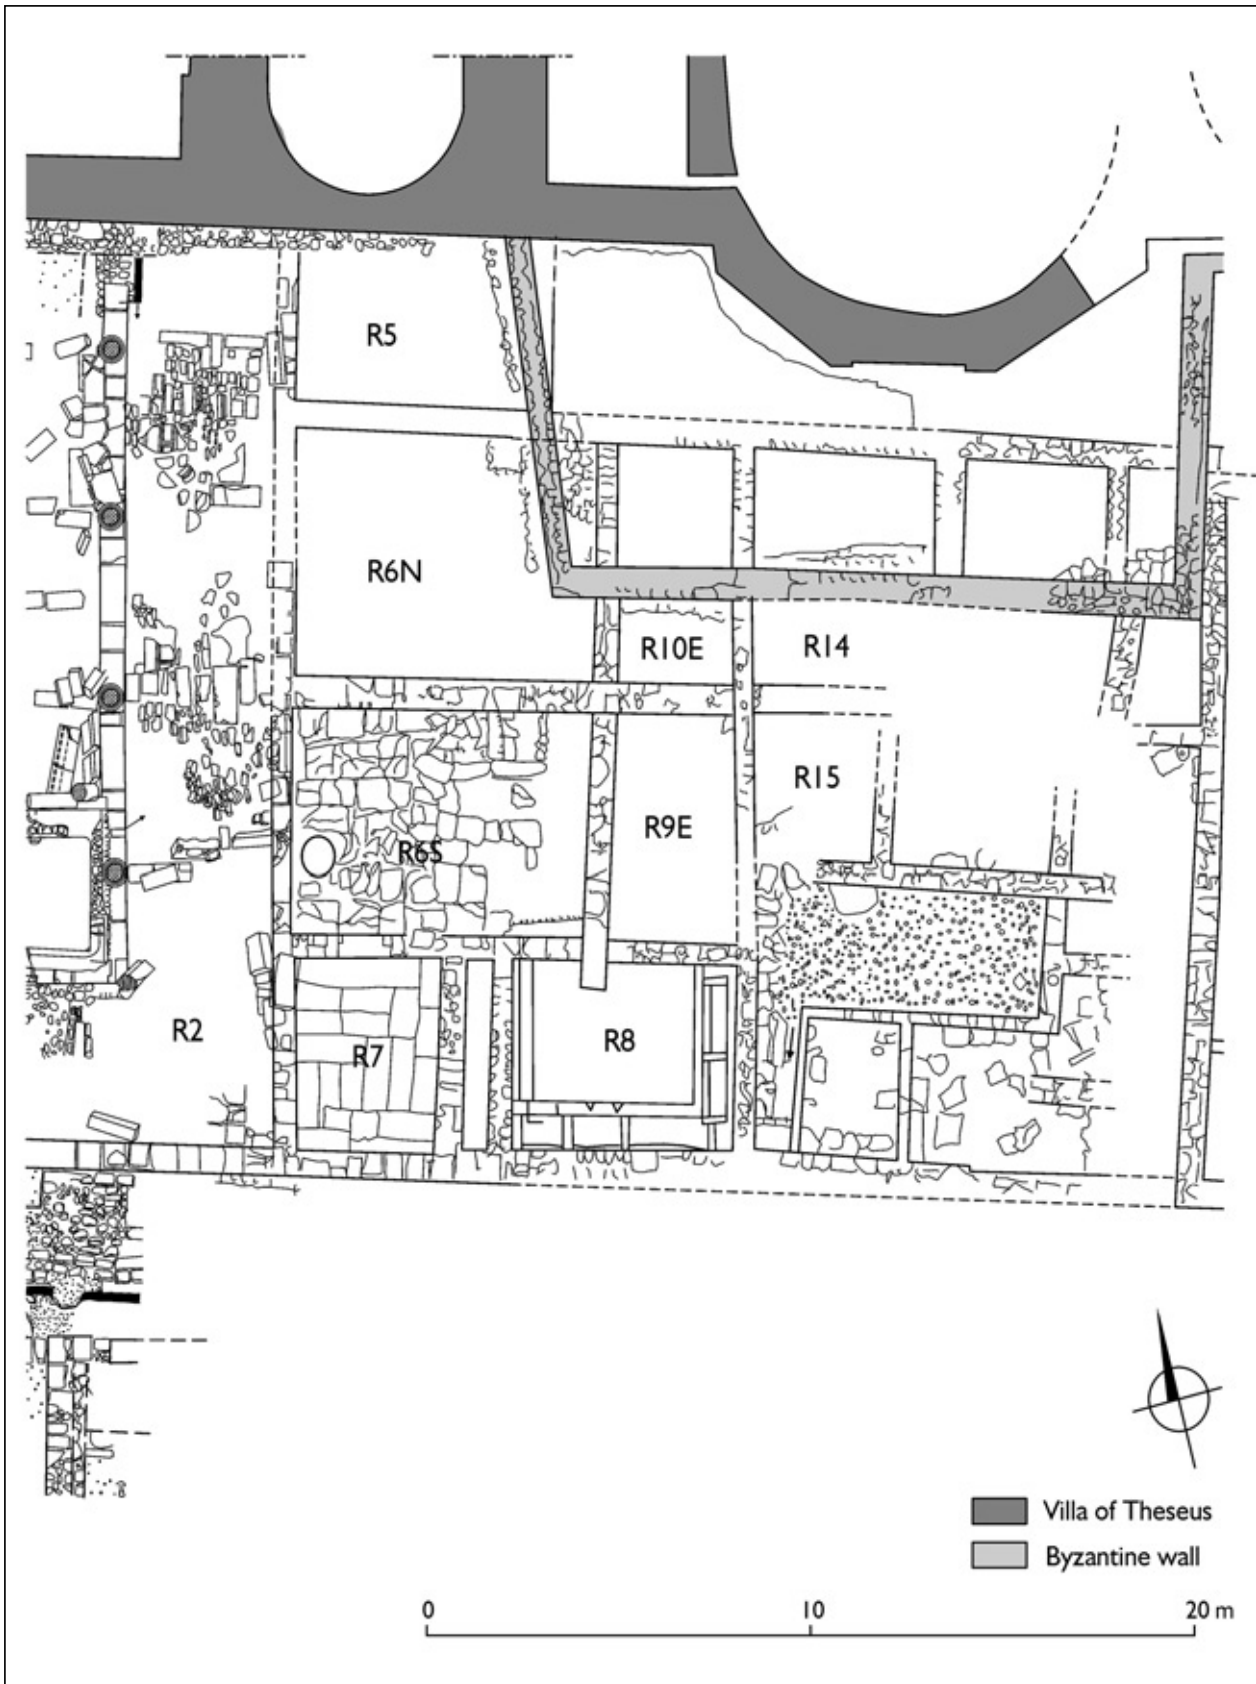 R5
R6N
R10E
R14
R15
R9E
R6S
R2
R7
R8
Villa of Theseus
Byzantine wall
0
10
20 m